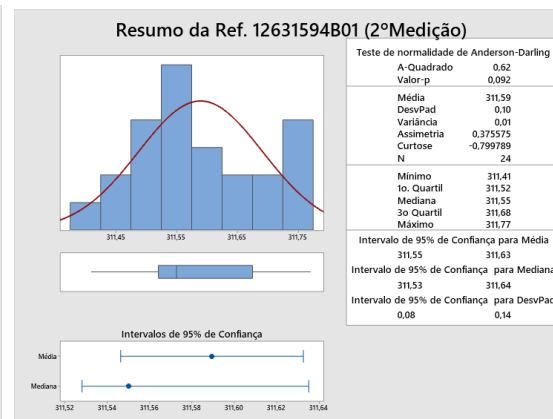 Resumo da Ref. 12631594B01 (2ºMedição)
Teste de normalidade de Anderson-Darling
A-Quadrado 0,62
Valor-p 0,092
Média 311,59
DesvPad 0,10
Variância 0,01
Assimetria 0,375575
Curtose -0,799789
N 24
Mínimo 311,41
1o. Quartil 311,52
Mediana 311,55
3o Quartil 311,68
Máximo 311,77
Intervalo de 95% de Confiança para Média
311,55 311,63
Intervalo de 95% de Confiança para Mediana
311,53 311,64
Intervalo de 95% de Confiança para DesvPad
0,08 0,14
311,45 311,55 311,65 311,75
Intervalos de 95% de Confiança
Média
Mediana
311,52 311,54 311,56 311,58 311,60 311,62 311,64